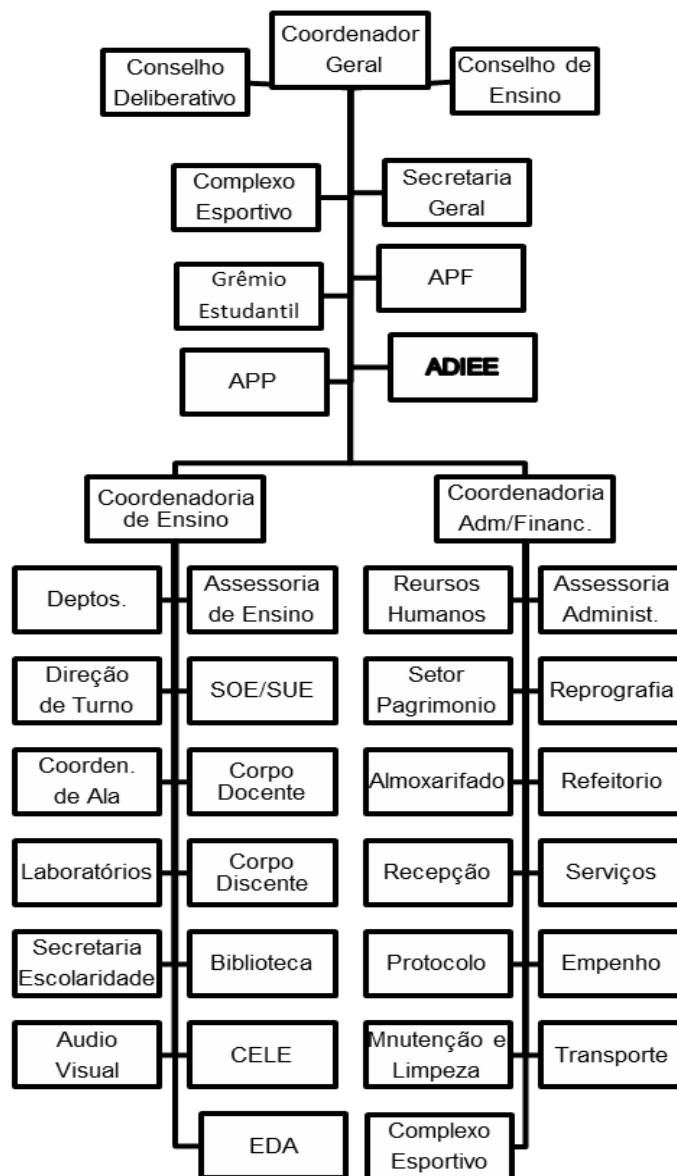 Coordenador
Geral
Conselho
Deliberativo
Conselho de
Ensino
Complexo
Esportivo
Secretaria
Geral
Grêmio
Estudantil
APF
APP
ADIEE
Coordenadoria
de Ensino
Coordenadoria
Adm/Financ.
Deptos.
Assessoria
de Ensino
Reursos
Humanos
Assessoria
Administ.
Direção
de Turno
SOE/SUE
Setor
Pagrimonio
Reprografia
Coorden.
de Ala
Corpo
Docente
Almoxarifado
Refeitorio
Laboratórios
Corpo
Discente
Recepção
Serviços
Secretaria
Escolaridade
Biblioteca
Protocolo
Empenho
Audio
Visual
CELE
Mnutenção e
Limpeza
Transporte
EDA
Complexo
Esportivo